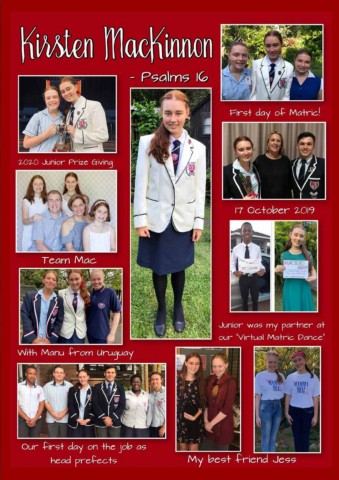 Kirsten MacKinnon
- Psalms 16
First day of Matric!
2020 Junior Prize Giving
17 October 2019
Team Mac
Junior was my partner at
our "Virtual Matric Dance"
With Manu from Uruguay
Our first day on the job as
head prefects
My best friend Jess